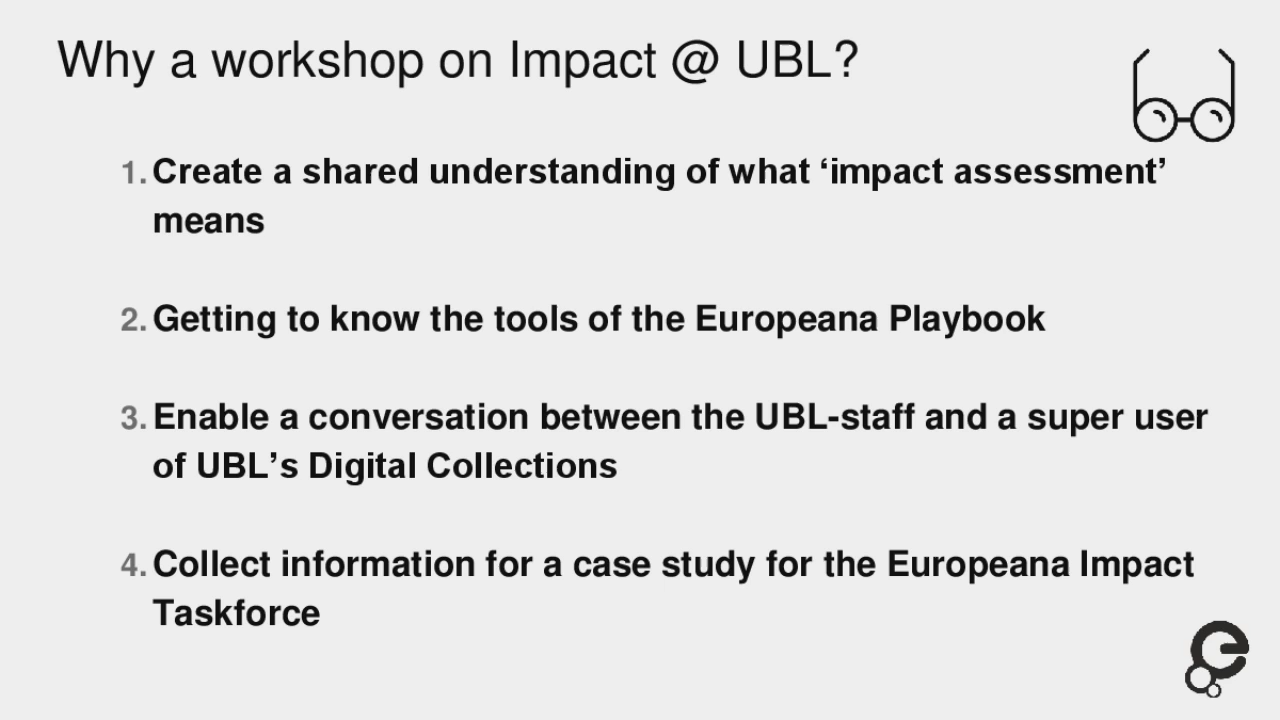 Why a workshop on Impact @ UBL?
1. Create a shared understanding of what ‘impact assessment’
means
2. Getting to know the tools of the Europeana Playbook
3. Enable a conversation between the UBL-staff and a super user
of UBL’s Digital Collections
4. Collect information for a case study for the Europeana Impact
Taskforce